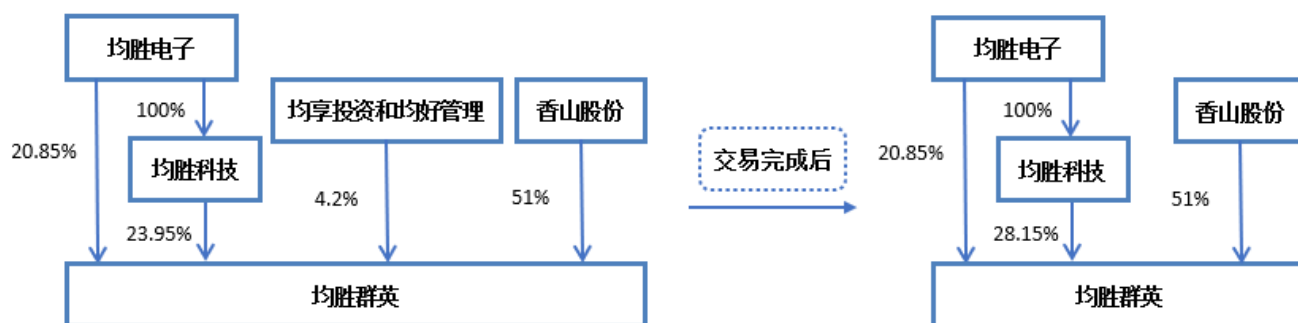 均胜电子
均胜电子
100%
均享投资和均好管理
香山股份
100%
香山股份
20.85%
均胜科技
交易完成后
20.85%
均胜科技
4.2%
51%
51%
23.95%
28.15%
均胜群英
均胜群英